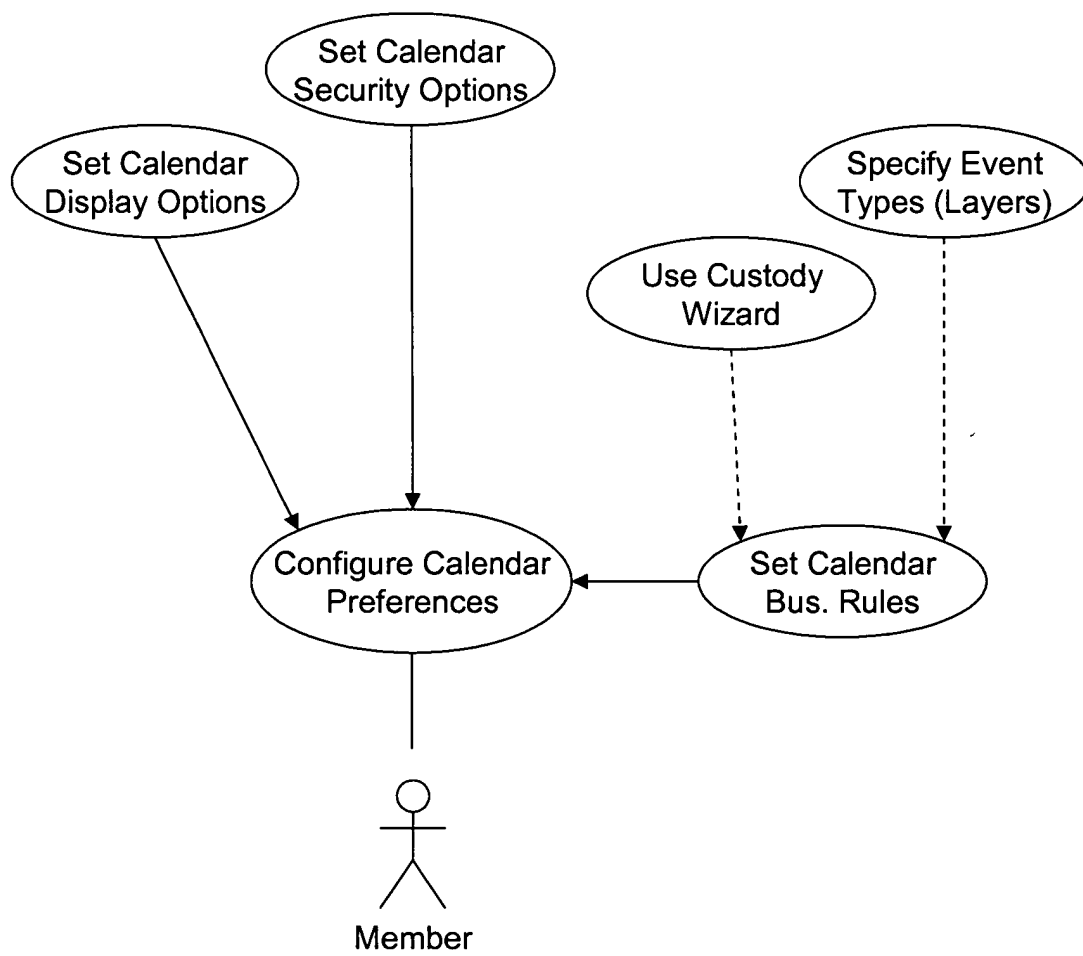 Set Calendar
Security Options
Set Calendar
Display Options
Specify Event
Types (Layers)
Use Custody
Wizard
Configure Calendar
Preferences
Set Calendar
Bus. Rules
Member